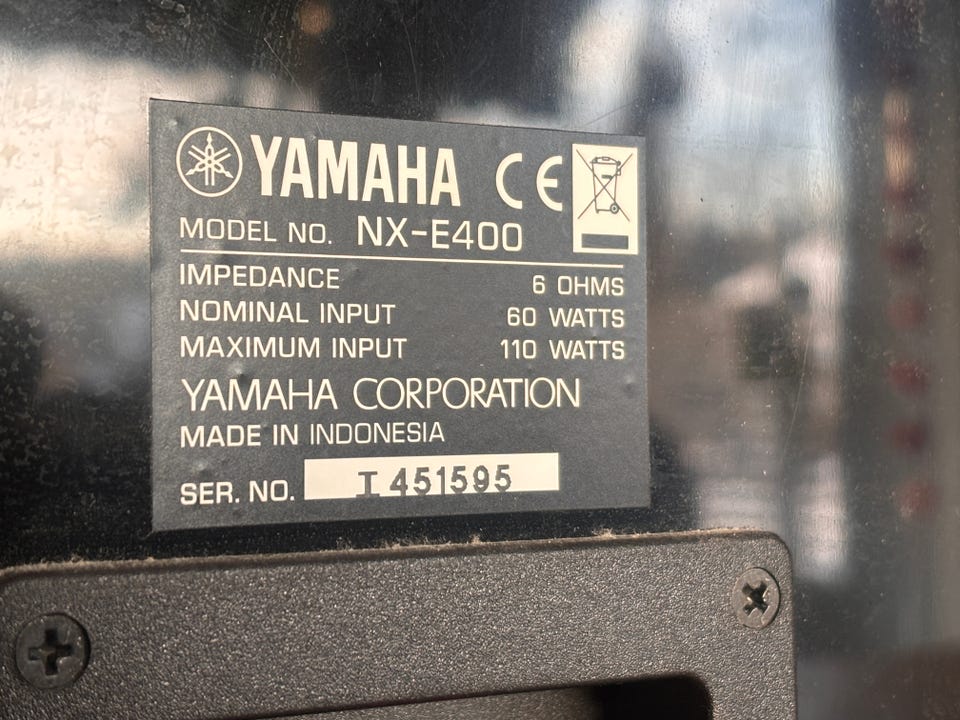 YAMAHA CE
MODEL NO. NX-E400
IMPEDANCE 6 OHMS
NOMINAL INPUT 60 WATTS
MAXIMUM INPUT 110 WATTS
YAMAHA CORPORATION
MADE IN INDONESIA
SER. NO. I 451595